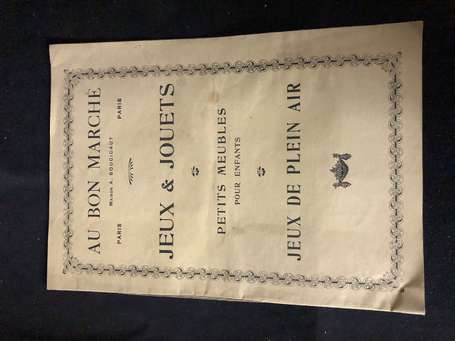 AU BON MARCHÉ
Maison A. BOUCICAUT
PARIS PARIS
JEUX & JOUETS
PETITS MEUBLES
POUR ENFANTS
JEUX DE PLEIN AIR